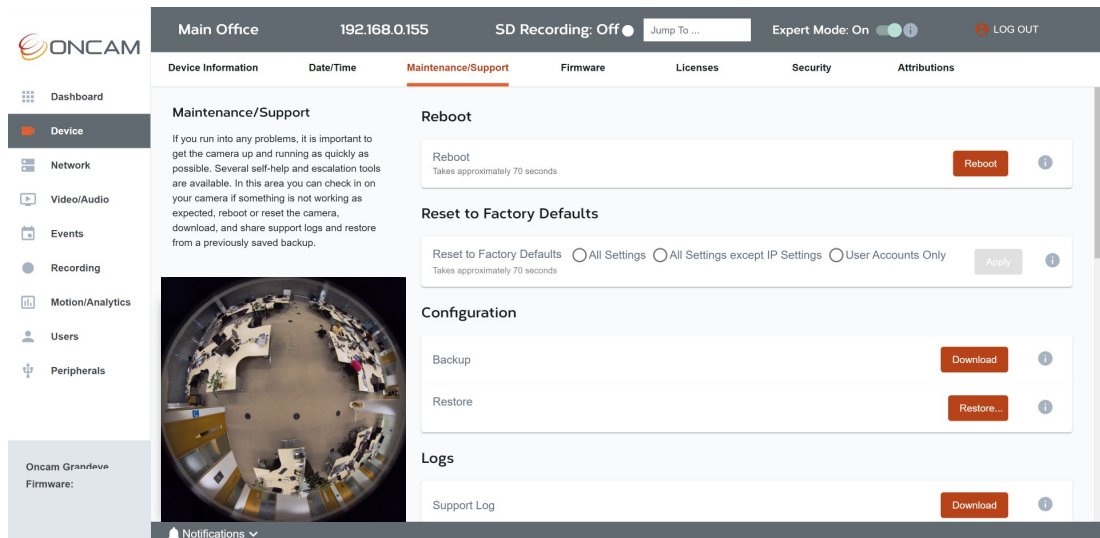 ONCAM
Main Office 192.168.0.155 SD Recording: Off Jump To ... Expert Mode: On i LOG OUT
Device Information Date/Time Maintenance/Support Firmware Licenses Security Attributions
Dashboard
Device
Network
Video/Audio
Events
Recording
Motion/Analytics
Users
Peripherals
Oncam Grandeye
Firmware:
Maintenance/Support
If you run into any problems, it is important to
get the camera up and running as quickly as
possible. Several self-help and escalation tools
are available. In this area you can check in on
your camera if something is not working as
expected, reboot or reset the camera,
download, and share support logs and restore
from a previously saved backup.
Reboot
Reboot
Takes approximately 70 seconds
Reboot i
Reset to Factory Defaults
Reset to Factory Defaults All Settings All Settings except IP Settings User Accounts Only
Takes approximately 70 seconds
Apply i
Configuration
Backup Download i
Restore Restore... i
Logs
Support Log Download i
Notifications